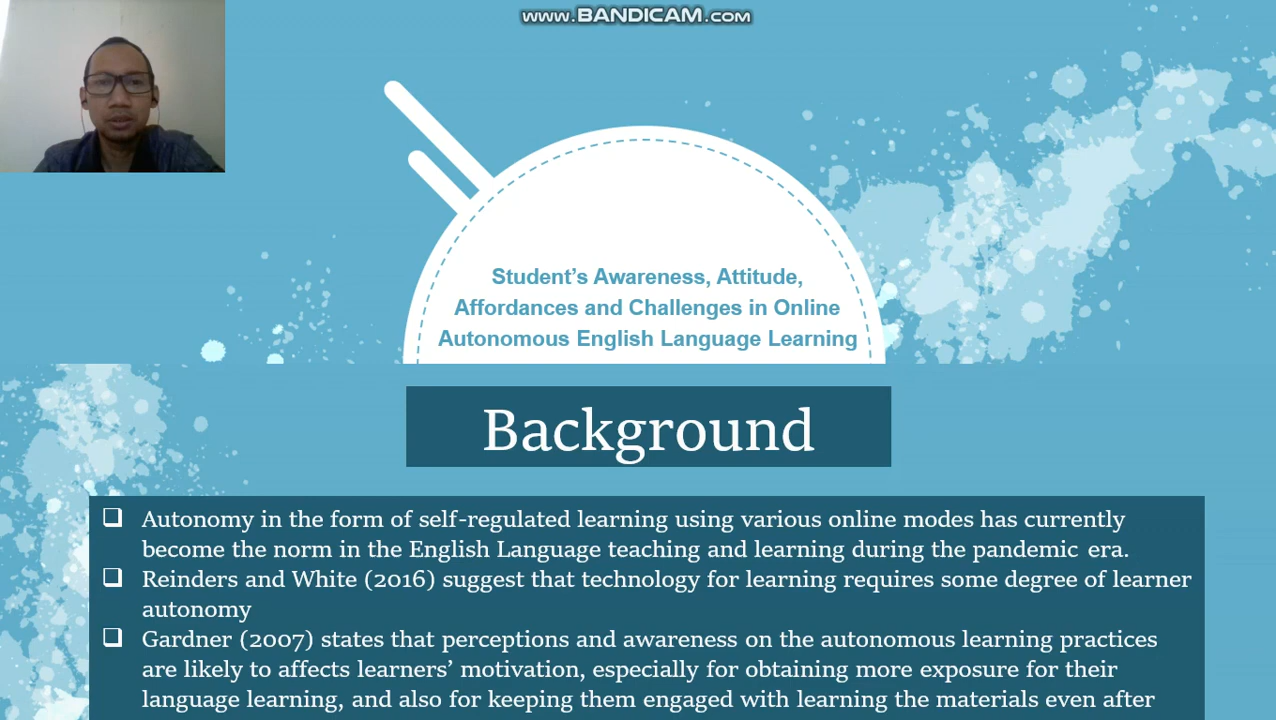 www.BANDICAM.com
Student’s Awareness, Attitude,
Affordances and Challenges in Online
Autonomous English Language Learning
Background
❑ Autonomy in the form of self-regulated learning using various online modes has currently
become the norm in the English Language teaching and learning during the pandemic era.
❑ Reinders and White (2016) suggest that technology for learning requires some degree of learner
autonomy
❑ Gardner (2007) states that perceptions and awareness on the autonomous learning practices
are likely to affects learners’ motivation, especially for obtaining more exposure for their
language learning, and also for keeping them engaged with learning the materials even after